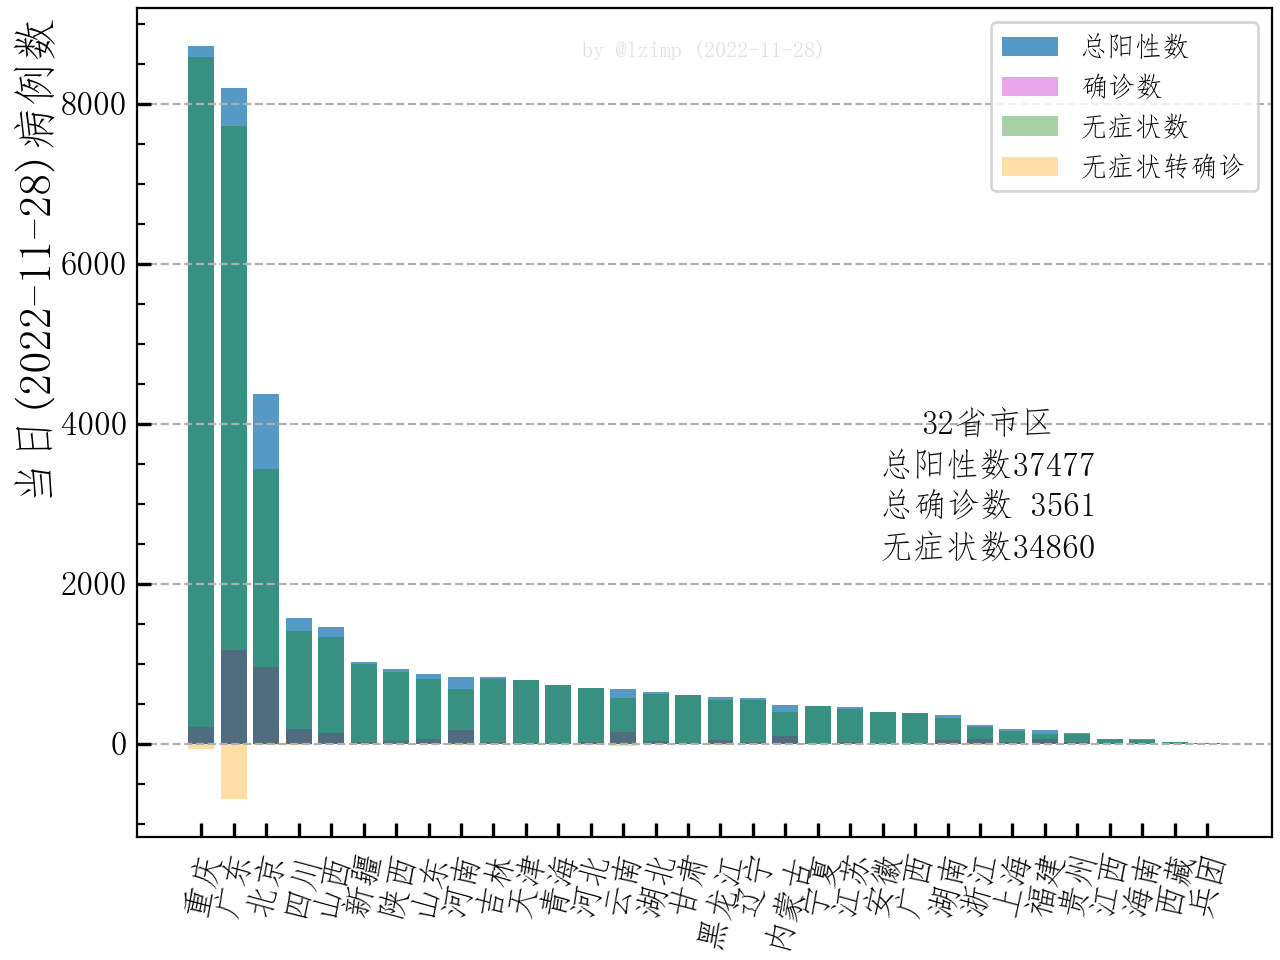 by @lzimp (2022-11-28)
总阳性数
确诊数
无症状数
无症状转确诊
当日(2022-11-28)病例数
8000
6000
4000
2000
0
32省市区
总阳性数37477
总确诊数 3561
无症状数34860
重庆
广东
北京
四川
山西
新疆
陕西
山东
河南
吉林
天津
青海
河北
云南
湖北
甘肃
黑龙江
辽宁
内蒙古
宁夏
江苏
安徽
广西
湖南
浙江
上海
福建
贵州
江西
海南
西藏
兵团